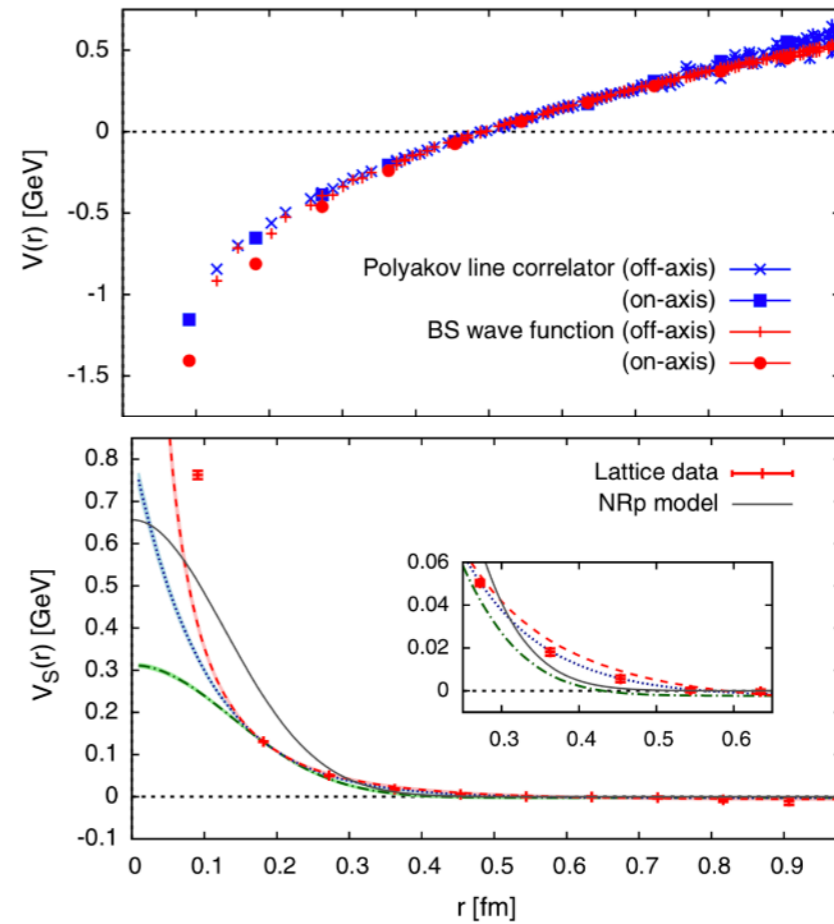 0.5
0
-0.5
-1
-1.5
V(r) [GeV]
Polyakov line correlator (off-axis)
(on-axis)
BS wave function (off-axis)
(on-axis)
0.8
0.7
0.6
0.5
0.4
0.3
0.2
0.1
0
-0.1
V_S(r) [GeV]
Lattice data
NRp model
0.06
0.04
0.02
0
0.3 0.4 0.5 0.6
0 0.1 0.2 0.3 0.4 0.5 0.6 0.7 0.8 0.9
r [fm]